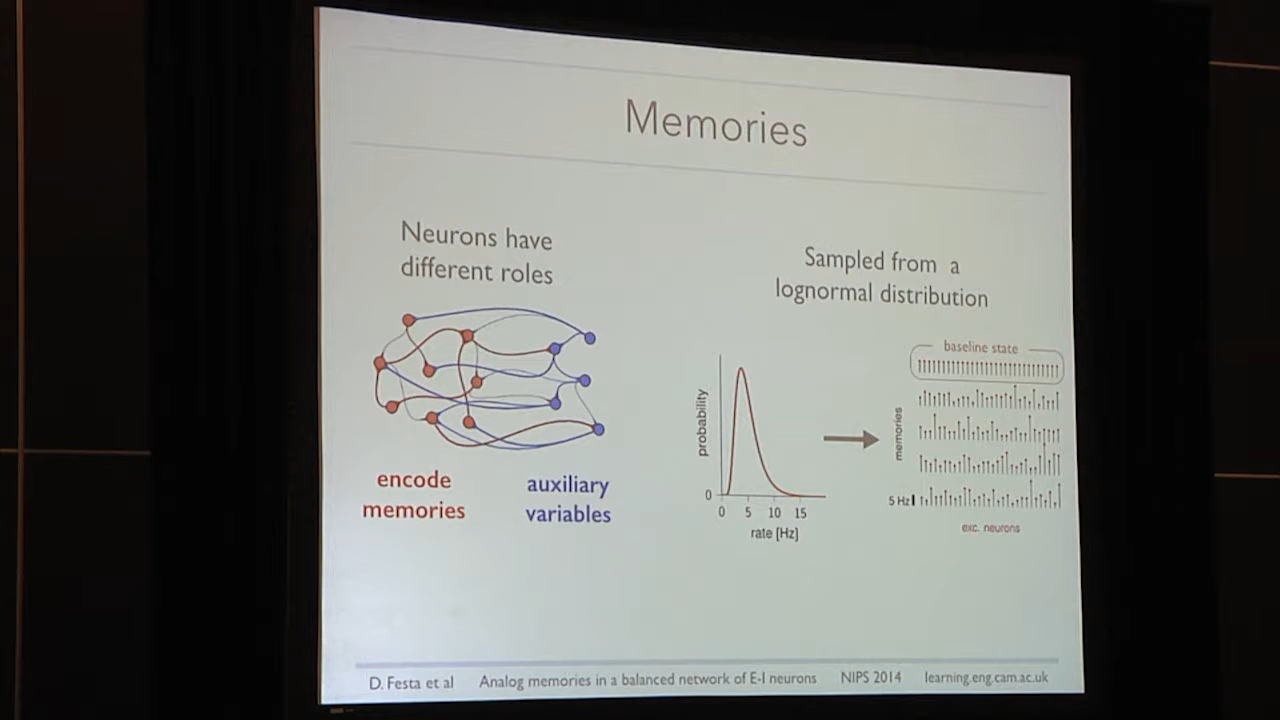 Memories
Neurons have
different roles
encode
memories
auxiliary
variables
Sampled from a
lognormal distribution
probability
0
0 5 10 15
rate [Hz]
baseline state
memories
5 Hz
exc. neurons
D. Festa et al Analog memories in a balanced network of E-I neurons NIPS 2014 learning.eng.cam.ac.uk